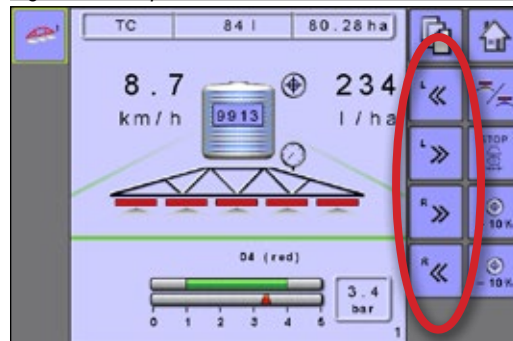 TC 84 l 80.28 ha
8.7 234
km/h l/ha
9913
L
L
STOP
R
10%
R
- 10%
04 (red)
3.4
bar
0 1 2 3 4 5
1